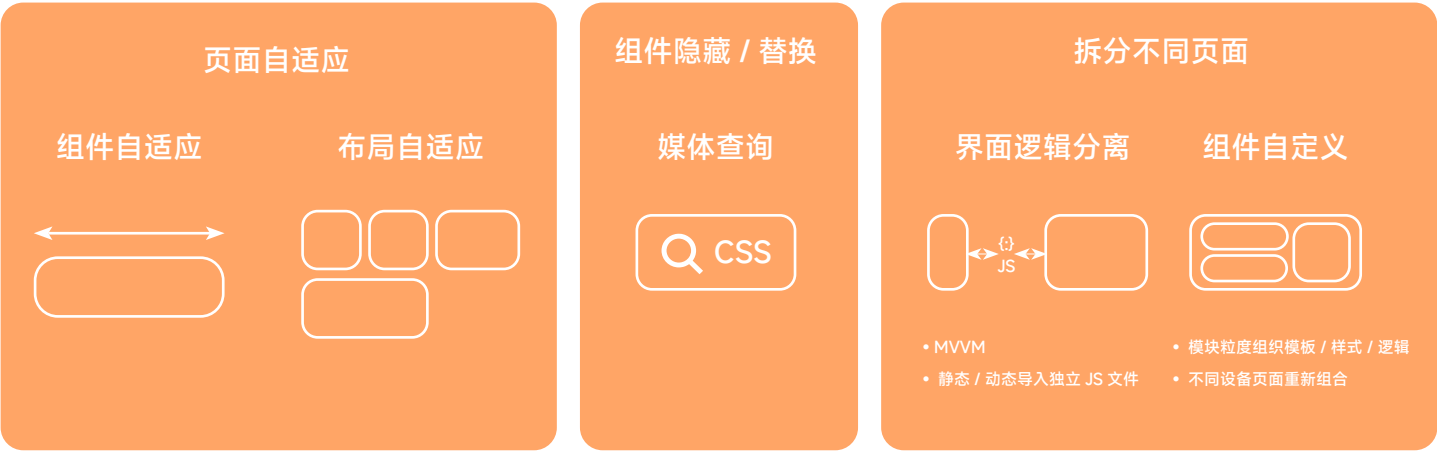 页面自适应
组件自适应
布局自适应
组件隐藏 / 替换
媒体查询
CSS
拆分不同页面
界面逻辑分离
{:}
JS
• MVVM
• 静态 / 动态导入独立 JS 文件
组件自定义
• 模块粒度组织模板 / 样式 / 逻辑
• 不同设备页面重新组合